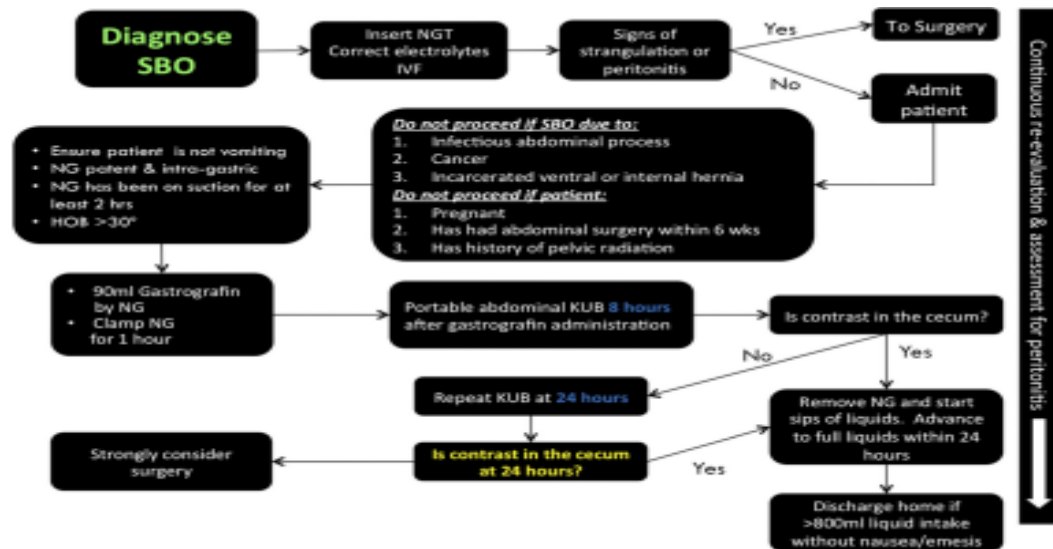 Diagnose
SBO
Insert NGT
Correct electrolytes
IVF
Signs of
strangulation or
peritonitis
Yes
To Surgery
No
Admit
patient
Do not proceed if SBO due to:
1. Infectious abdominal process
2. Cancer
3. Incarcerated ventral or internal hernia
Do not proceed if patient:
1. Pregnant
2. Has had abdominal surgery within 6 wks
3. Has history of pelvic radiation
• Ensure patient is not vomiting
• NG patent & intra-gastric
• NG has been on suction for at
least 2 hrs
• HOB >30°
• 90ml Gastrografin
by NG
• Clamp NG
for 1 hour
Portable abdominal KUB 8 hours
after gastrografin administration
Is contrast in the cecum?
No
Yes
Repeat KUB at 24 hours
Remove NG and start
sips of liquids. Advance
to full liquids within 24
hours
Is contrast in the cecum
at 24 hours?
Yes
Strongly consider
surgery
Discharge home if
>800ml liquid intake
without nausea/emesis
Continuous re-evaluation & assessment for peritonitis